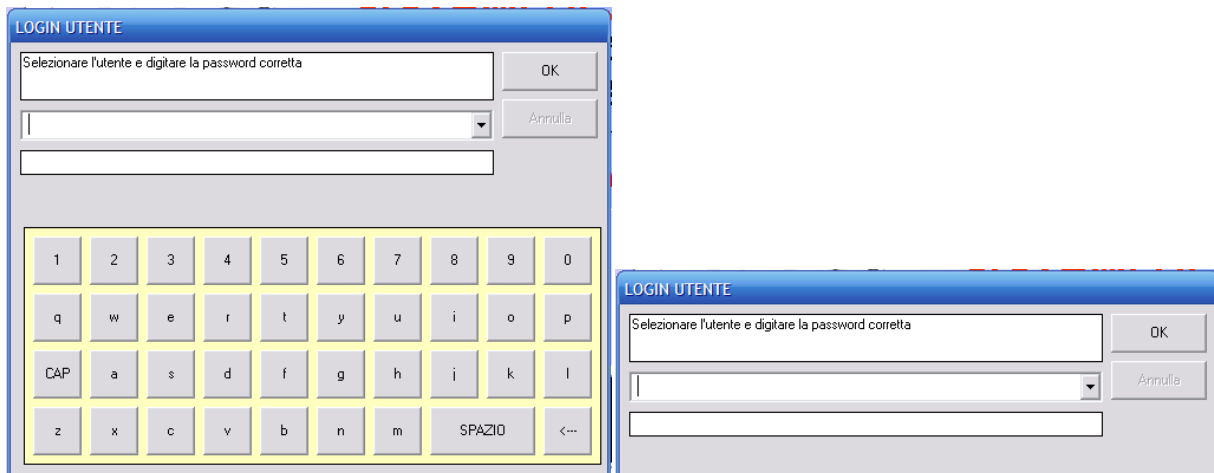 LOGIN UTENTE
Selezionare l'utente e digitare la password corretta
OK
Annulla
1 2 3 4 5 6 7 8 9 0
q w e r t y u i o p
CAP a s d f g h j k l
z x c v b n m SPAZIO <---
LOGIN UTENTE
Selezionare l'utente e digitare la password corretta
OK
Annulla